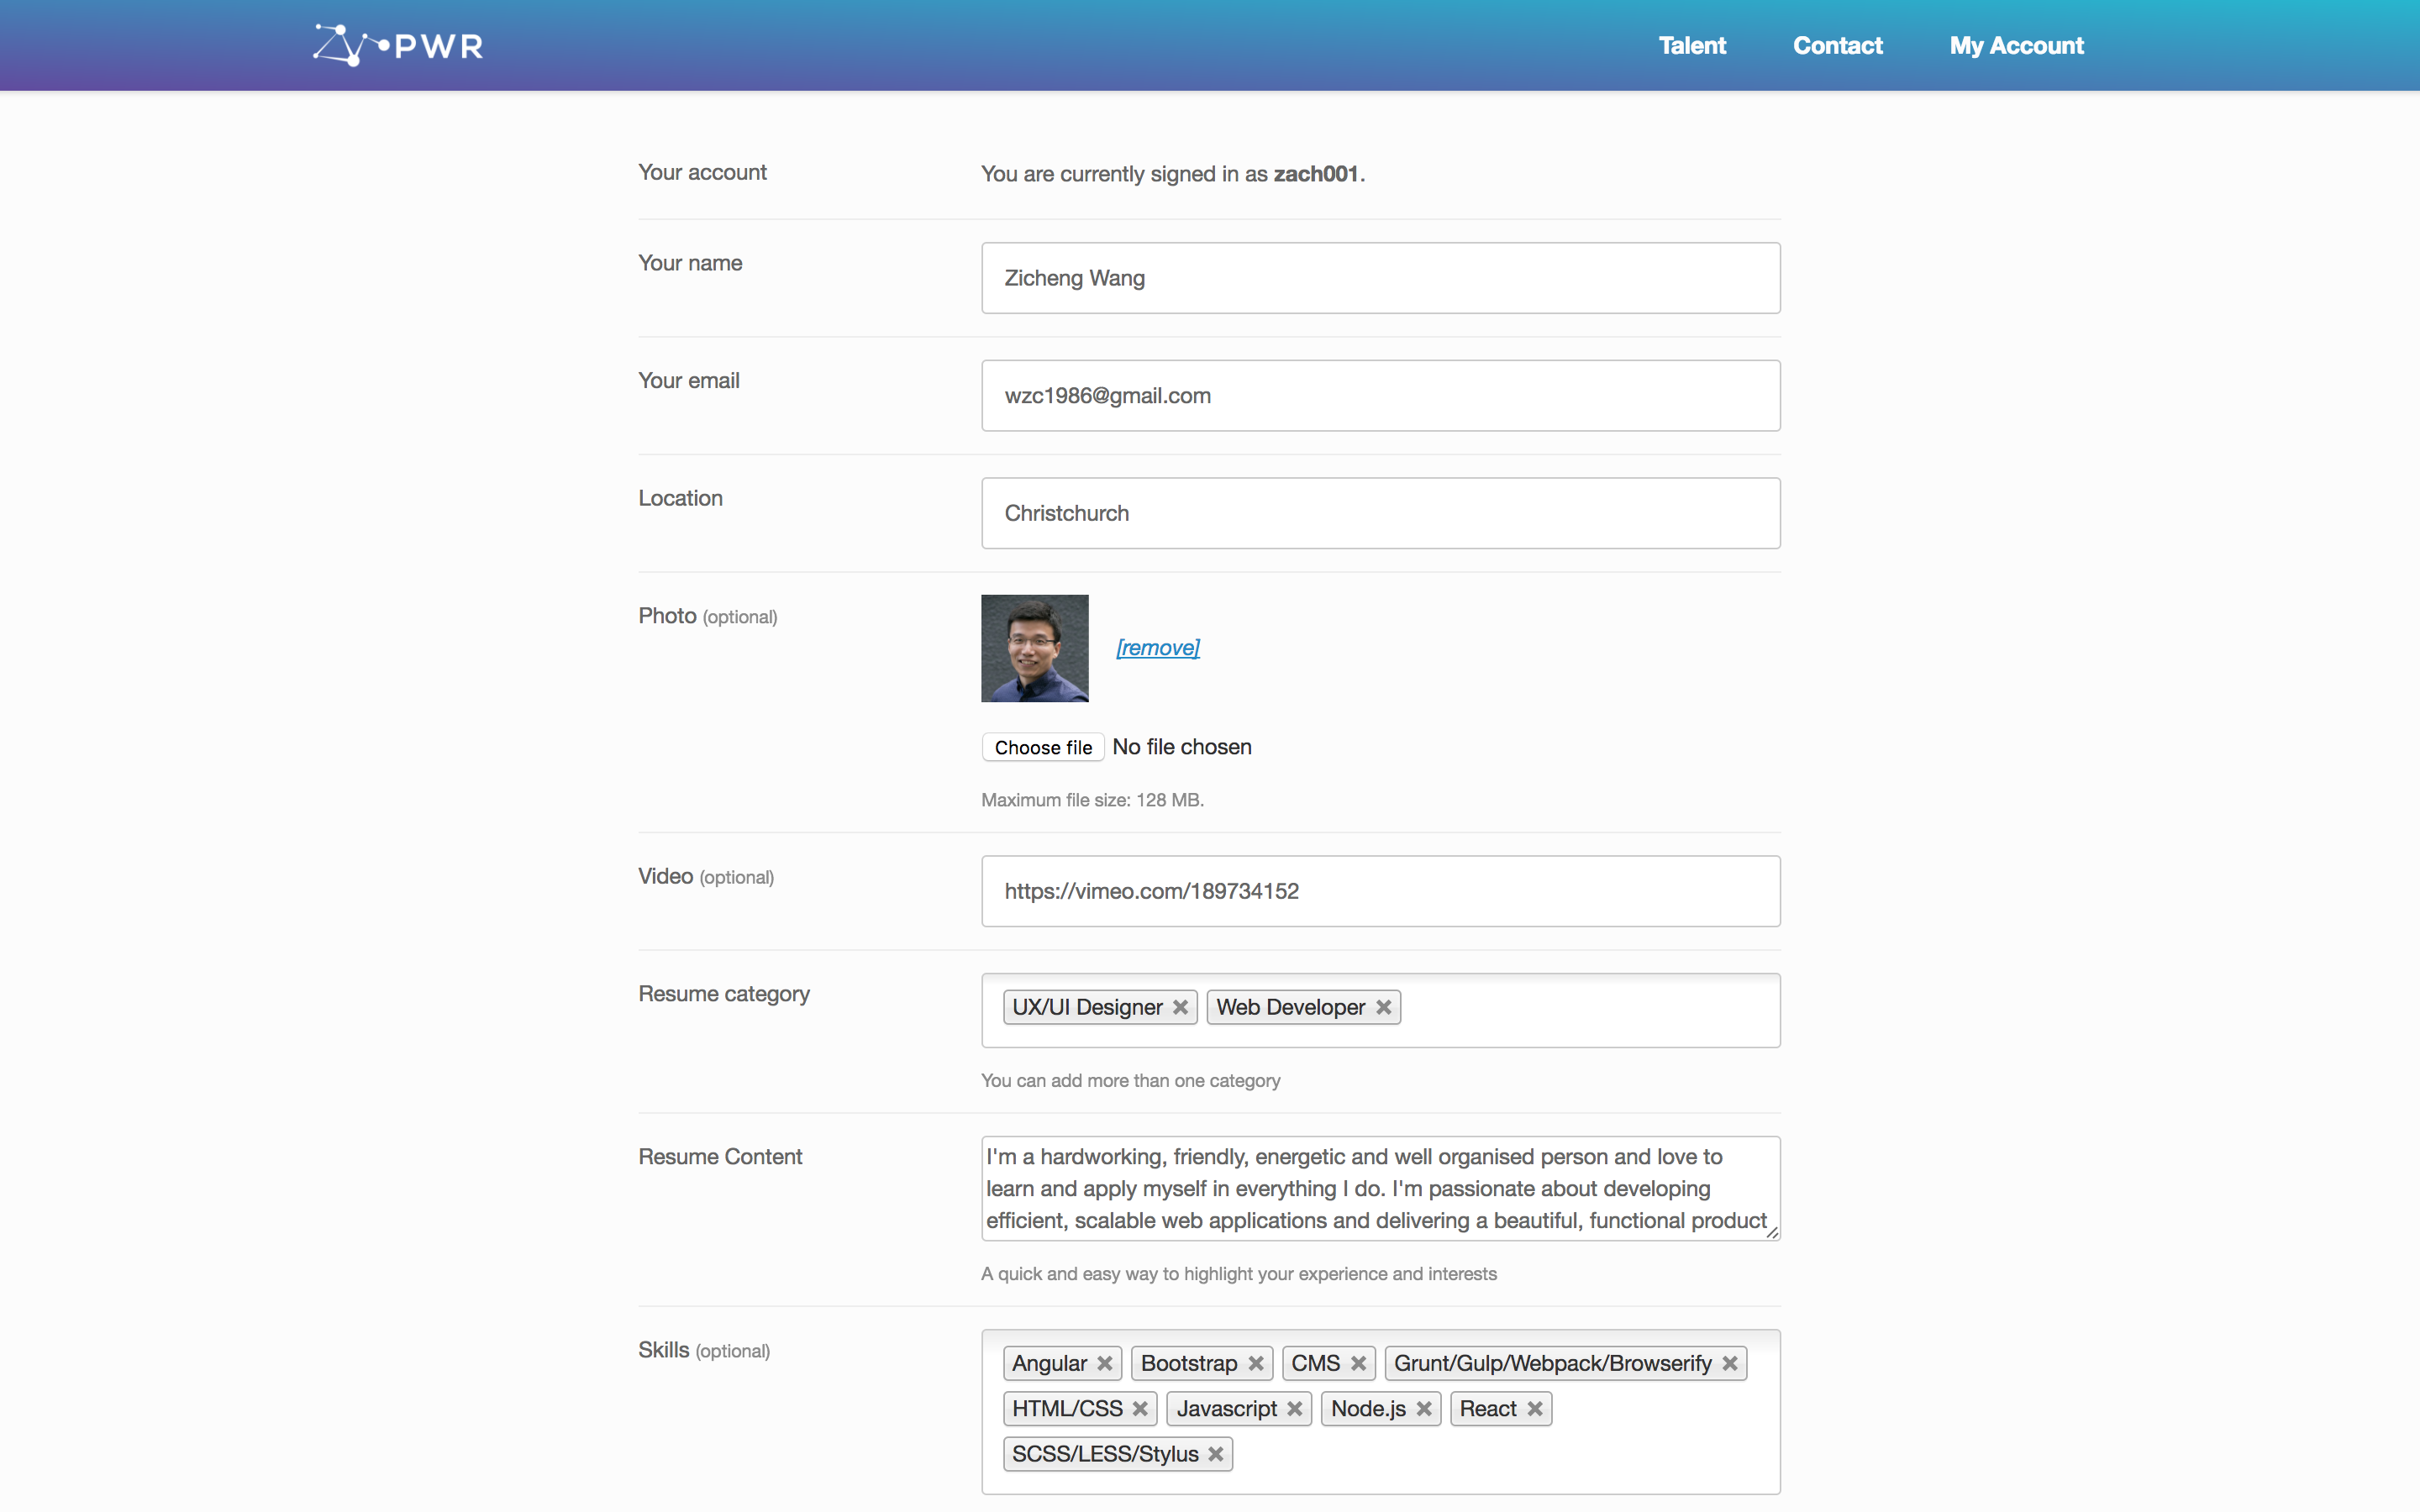 PWR
Talent Contact My Account
Your account
You are currently signed in as zach001.
Your name
Zicheng Wang
Your email
wzc1986@gmail.com
Location
Christchurch
Photo (optional)
[remove]
Choose file No file chosen
Maximum file size: 128 MB.
Video (optional)
https://vimeo.com/189734152
Resume category
UX/UI Designer Web Developer
You can add more than one category
Resume Content
I'm a hardworking, friendly, energetic and well organised person and love to
learn and apply myself in everything I do. I'm passionate about developing
efficient, scalable web applications and delivering a beautiful, functional product
A quick and easy way to highlight your experience and interests
Skills (optional)
Angular Bootstrap CMS Grunt/Gulp/Webpack/Browserify
HTML/CSS Javascript Node.js React
SCSS/LESS/Stylus